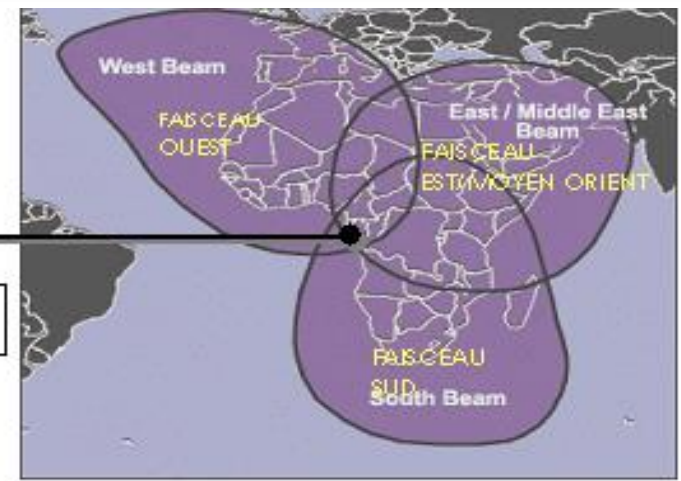 West Beam
FAISCEAU
OUEST
East / Middle East
Beam
FAISCEAU
EST/MOYEN ORIENT
FAISCEAU
SUD
South Beam